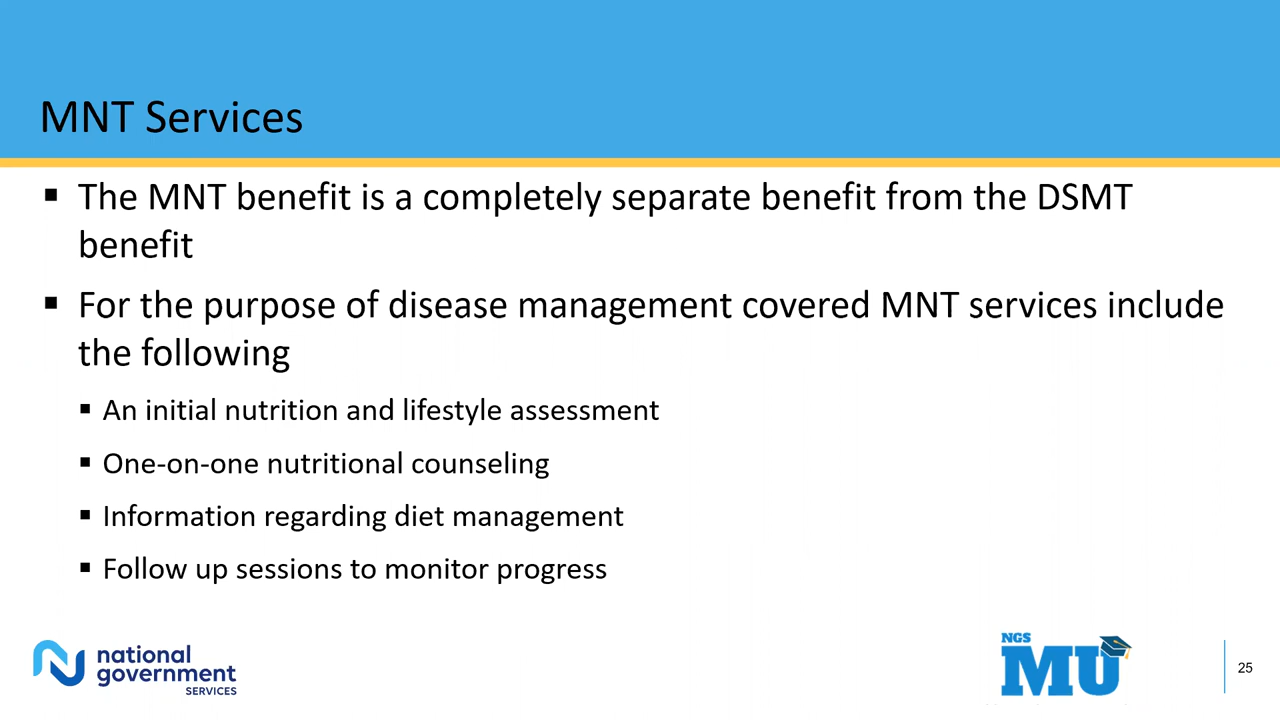 MNT Services
▪ The MNT benefit is a completely separate benefit from the DSMT
benefit
▪ For the purpose of disease management covered MNT services include
the following
▪ An initial nutrition and lifestyle assessment
▪ One-on-one nutritional counseling
▪ Information regarding diet management
▪ Follow up sessions to monitor progress
national
government
SERVICES
NGS
MU
25